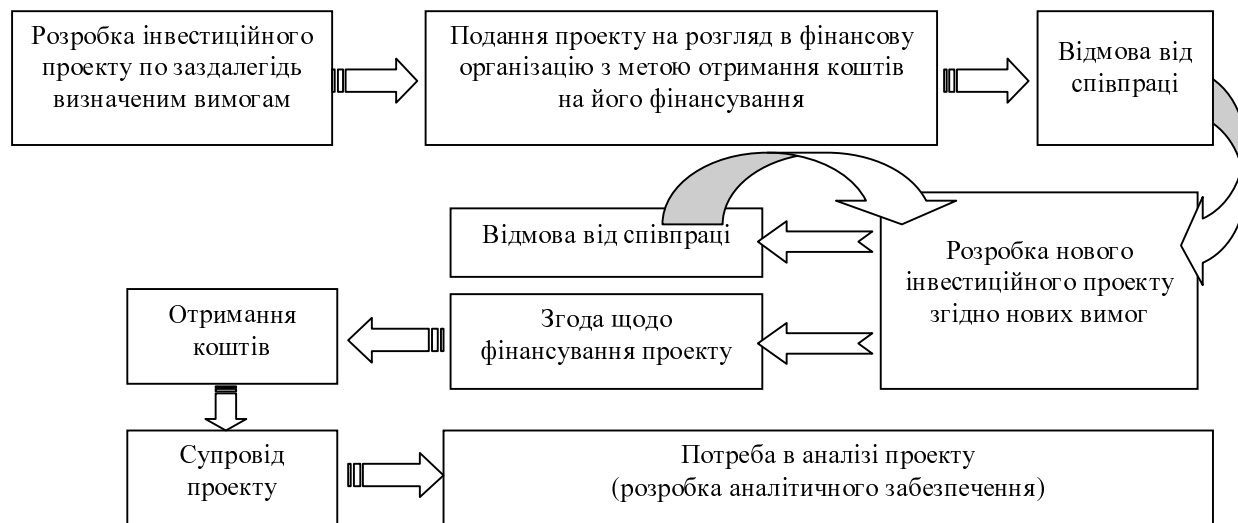 Розробка інвестиційного
проекту по заздалегідь
визначеним вимогам
Подання проекту на розгляд в фінансову
організацію з метою отримання коштів
на його фінансування
Відмова від
співпраці
Відмова від співпраці
Розробка нового
інвестиційного проекту
згідно нових вимог
Отримання
коштів
Згода щодо
фінансування проекту
Супровід
проекту
Потреба в аналізі проекту
(розробка аналітичного забезпечення)